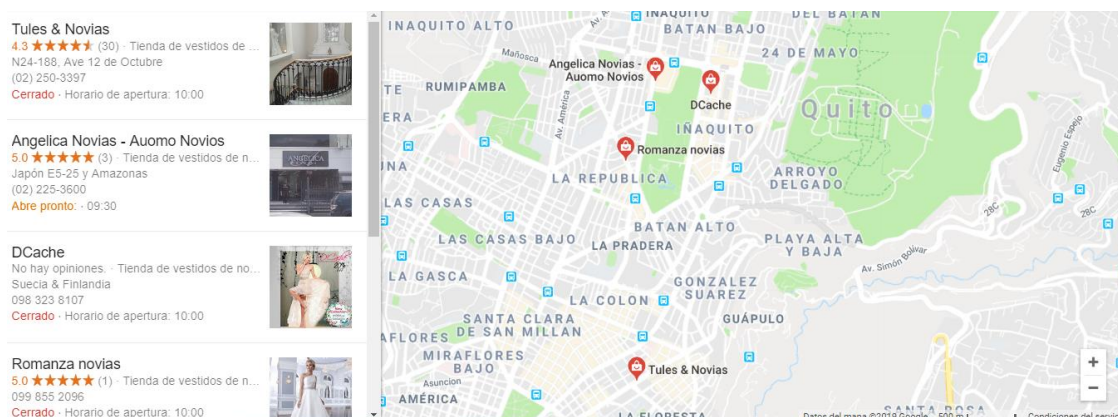 Tules & Novias
4.3 (30) · Tienda de vestidos de ...
N24-188, Ave 12 de Octubre
(02) 250-3397
Cerrado · Horario de apertura: 10:00
Angelica Novias - Auomo Novios
5.0 (3) · Tienda de vestidos de n...
Japón E5-25 y Amazonas
(02) 225-3600
Abre pronto: · 09:30
ANGELICA
DCache
No hay opiniones. · Tienda de vestidos de no...
Suecia & Finlandia
098 323 8107
Cerrado · Horario de apertura: 10:00
Romanza novias
5.0 (1) · Tienda de vestidos de n...
099 855 2096
Cerrado · Horario de apertura: 10:00
INAQUITO ALTO
INAQUITO
DEL BATAN
BATAN BAJO
24 DE MAYO
Mañosca
Angelica Novias -
Auomo Novios
RUMIPAMBA
Av. América
DCache
Quito
IÑAQUITO
Romanza novias
Eugenio Espejo
LA REPUBLICA
ARROYO
DELGADO
LAS CASAS
28C
28C
BATAN ALTO
LAS CASAS BAJO
LA PRADERA
PLAYA ALTA
Y BAJA
Av. Simón Bolívar
LA GASCA
GONZALEZ
SUAREZ
LA COLON
SANTA CLARA
DE SAN MILLAN
GUÁPULO
AFLORES
MIRAFLORES
BAJO
Tules & Novias
Asuncion
AMÉRICA
LA FLORESTA
SANTA ROSA
+
−
Datos del mapa ©2019 Google
500 m
Condiciones del servi